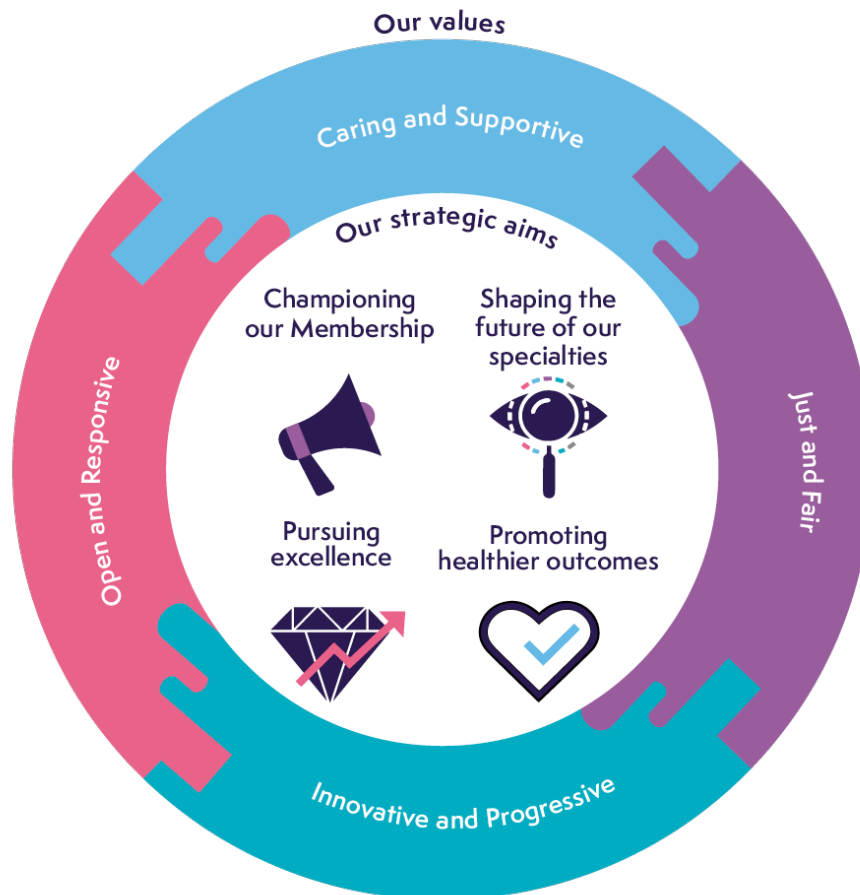 Our values
Caring and Supportive
Our strategic aims
Championing
our Membership
Shaping the
future of our
specialties
Open and Responsive
Just and Fair
Pursuing
excellence
Promoting
healthier outcomes
Innovative and Progressive